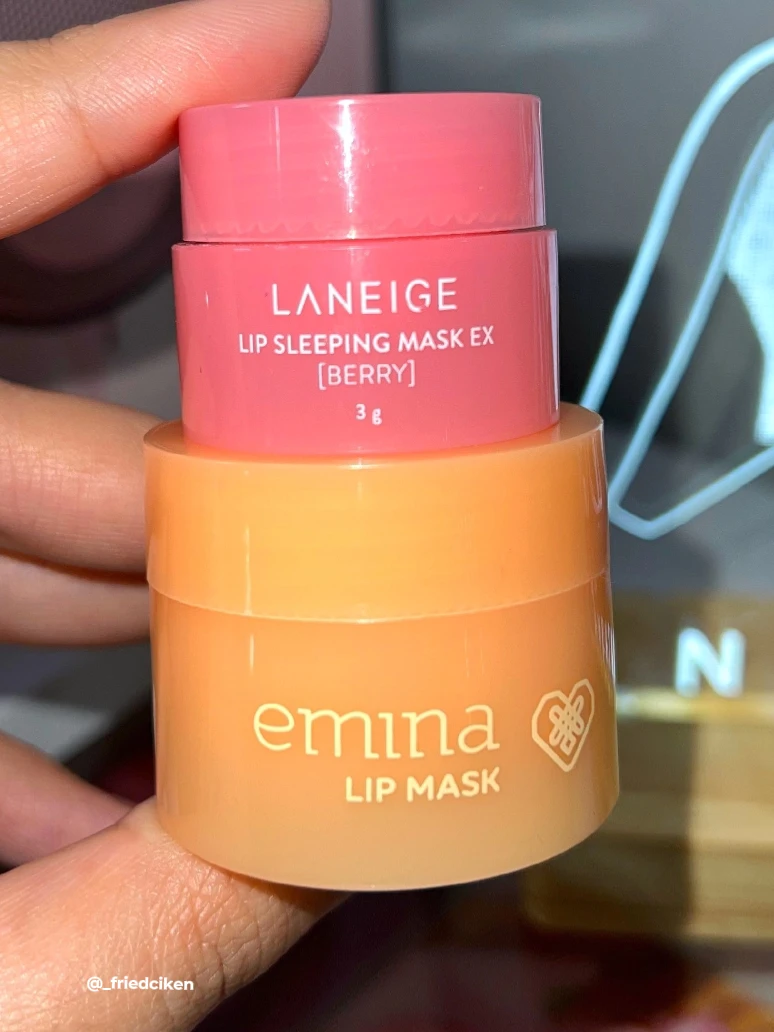 LANEIGE
LIP SLEEPING MASK EX
[BERRY]
3 g
emina
LIP MASK
N
@_friedciken